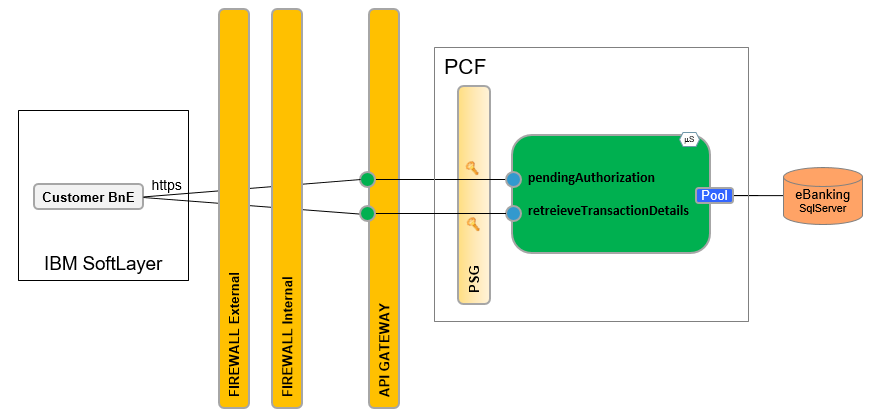 PCF
µS
https
Customer BnE
IBM SoftLayer
FIREWALL External
FIREWALL Internal
API GATEWAY
PSG
pendingAuthorization
retreieveTransactionDetails
Pool
eBanking
SqlServer